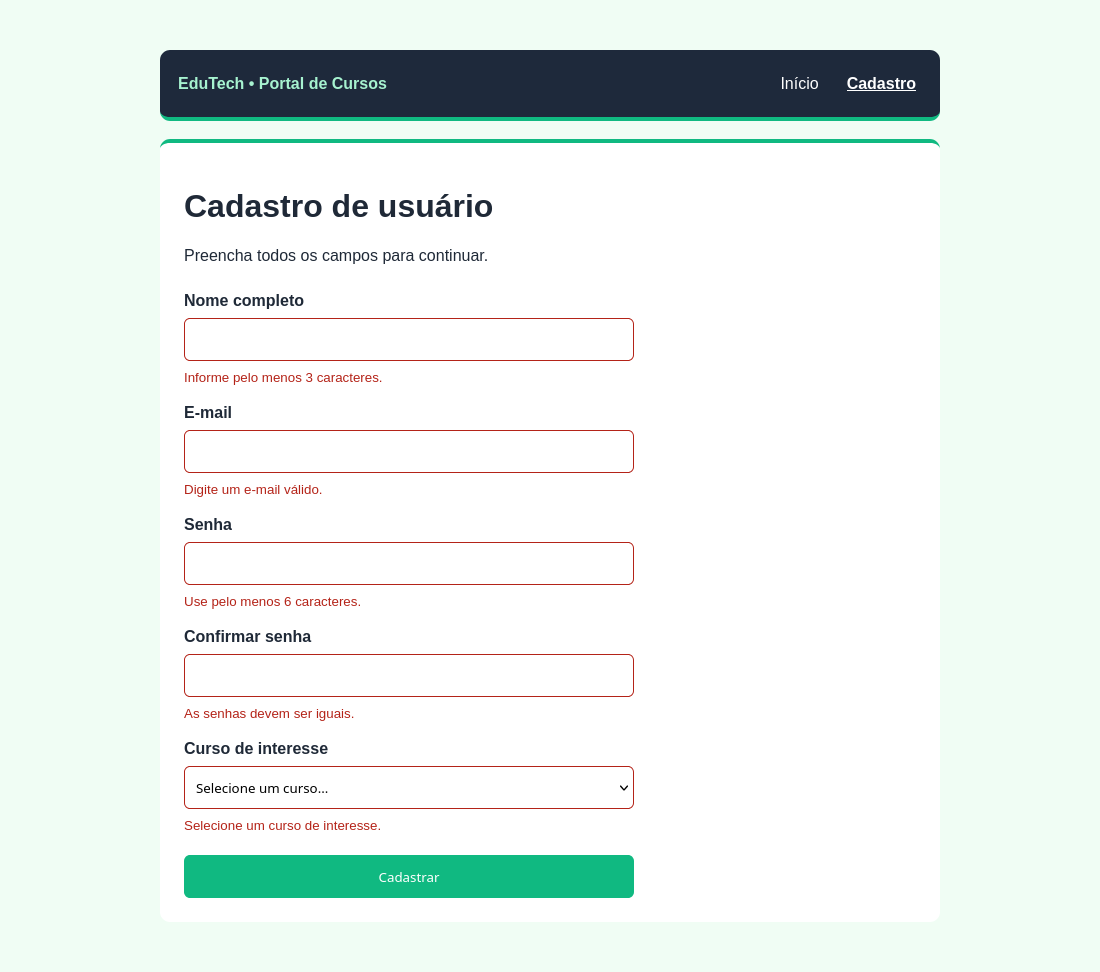 EduTech • Portal de Cursos
Início
Cadastro
Cadastro de usuário
Preencha todos os campos para continuar.
Nome completo
Informe pelo menos 3 caracteres.
E-mail
Digite um e-mail válido.
Senha
Use pelo menos 6 caracteres.
Confirmar senha
As senhas devem ser iguais.
Curso de interesse
Selecione um curso...
Selecione um curso de interesse.
Cadastrar